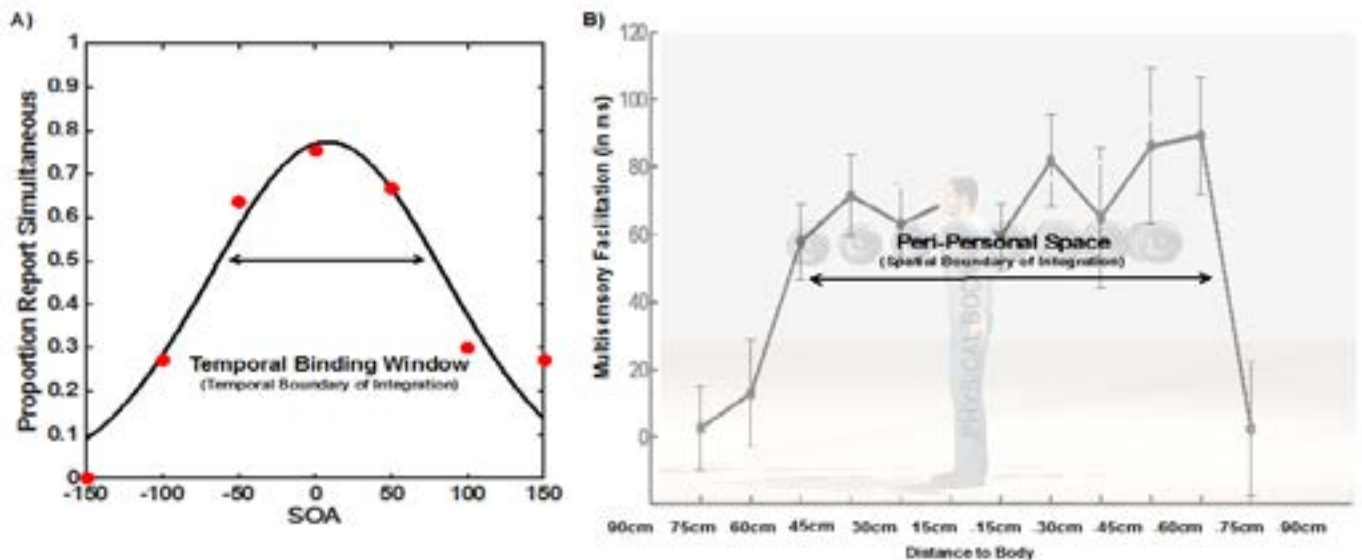 A)
1
0.9
0.8
0.7
0.6
0.5
0.4
0.3
0.2
0.1
0
Proportion Report Simultaneous
Temporal Binding Window
(Temporal Boundary of Integration)
-150 -100 -50 0 50 100 150
SOA
B)
120
100
80
60
40
20
0
Multisensory Facilitation (in ms)
Peri-Personal Space
(Spatial Boundary of Integration)
PHYSICAL BODY
90cm 75cm 60cm 45cm 30cm 15cm -15cm -30cm -45cm -60cm -75cm -90cm
Distance to Body